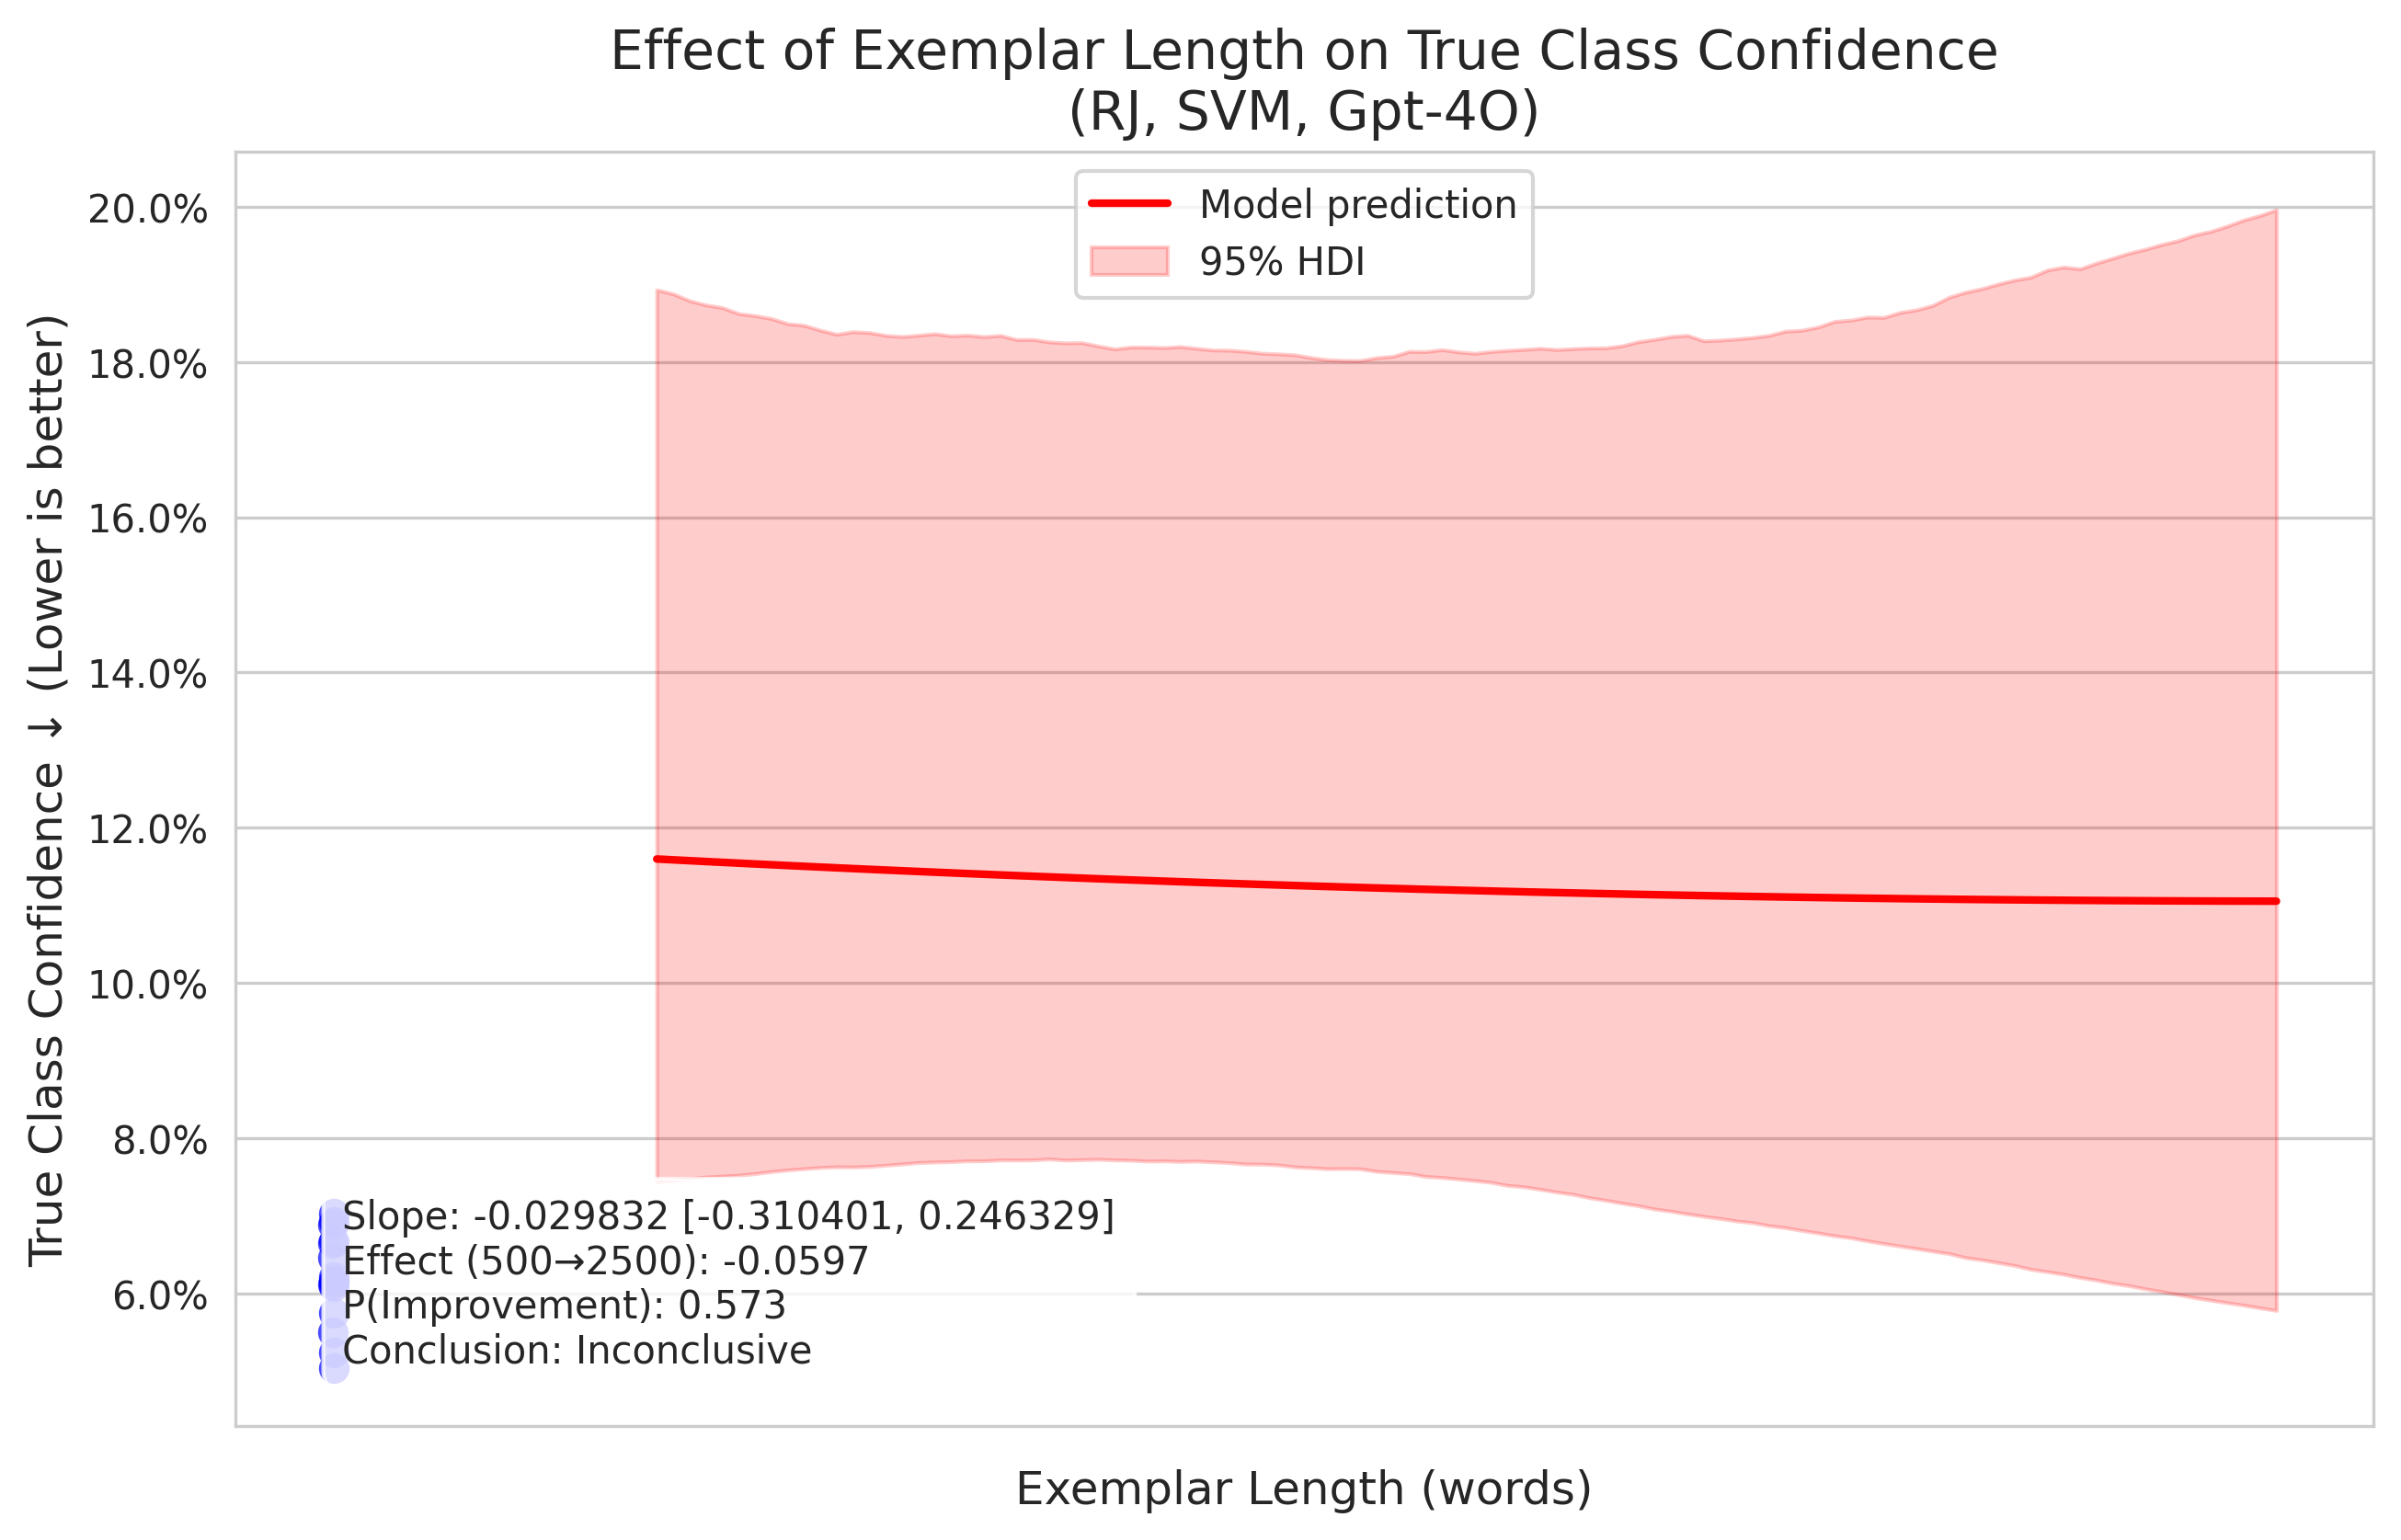 Effect of Exemplar Length on True Class Confidence
(RJ, SVM, Gpt-4O)
Model prediction
95% HDI
True Class Confidence ↓ (Lower is better)
20.0%
18.0%
16.0%
14.0%
12.0%
10.0%
8.0%
6.0%
Slope: -0.029832 [-0.310401, 0.246329]
Effect (500→2500): -0.0597
P(Improvement): 0.573
Conclusion: Inconclusive
Exemplar Length (words)